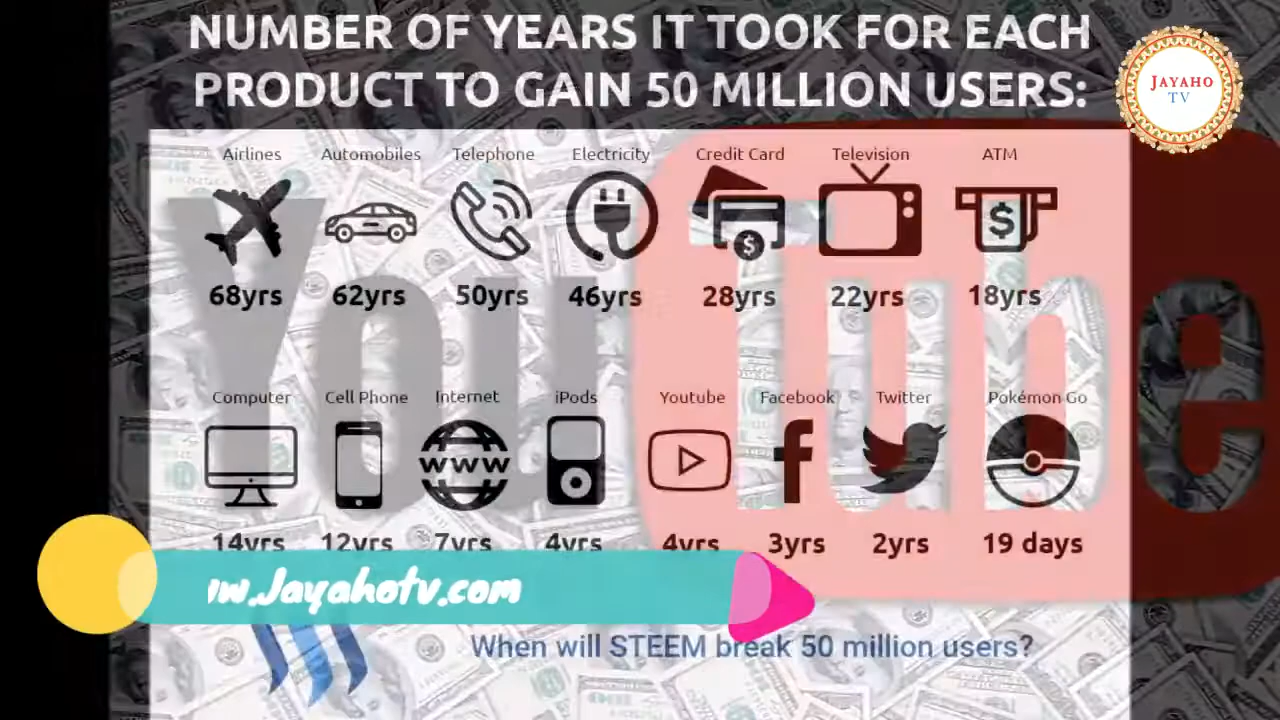 NUMBER OF YEARS IT TOOK FOR EACH
PRODUCT TO GAIN 50 MILLION USERS:
JAYAHO
TV
Airlines Automobiles Telephone Electricity Credit Card Television ATM
$ $
68yrs 62yrs 50yrs 46yrs 28yrs 22yrs 18yrs
YouTube
Computer Cell Phone Internet iPods Youtube Facebook Twitter Pokémon Go
www f
14yrs 12yrs 7yrs 4yrs 4yrs 3yrs 2yrs 19 days
w.Jayahotv.com
When will STEEM break 50 million users?